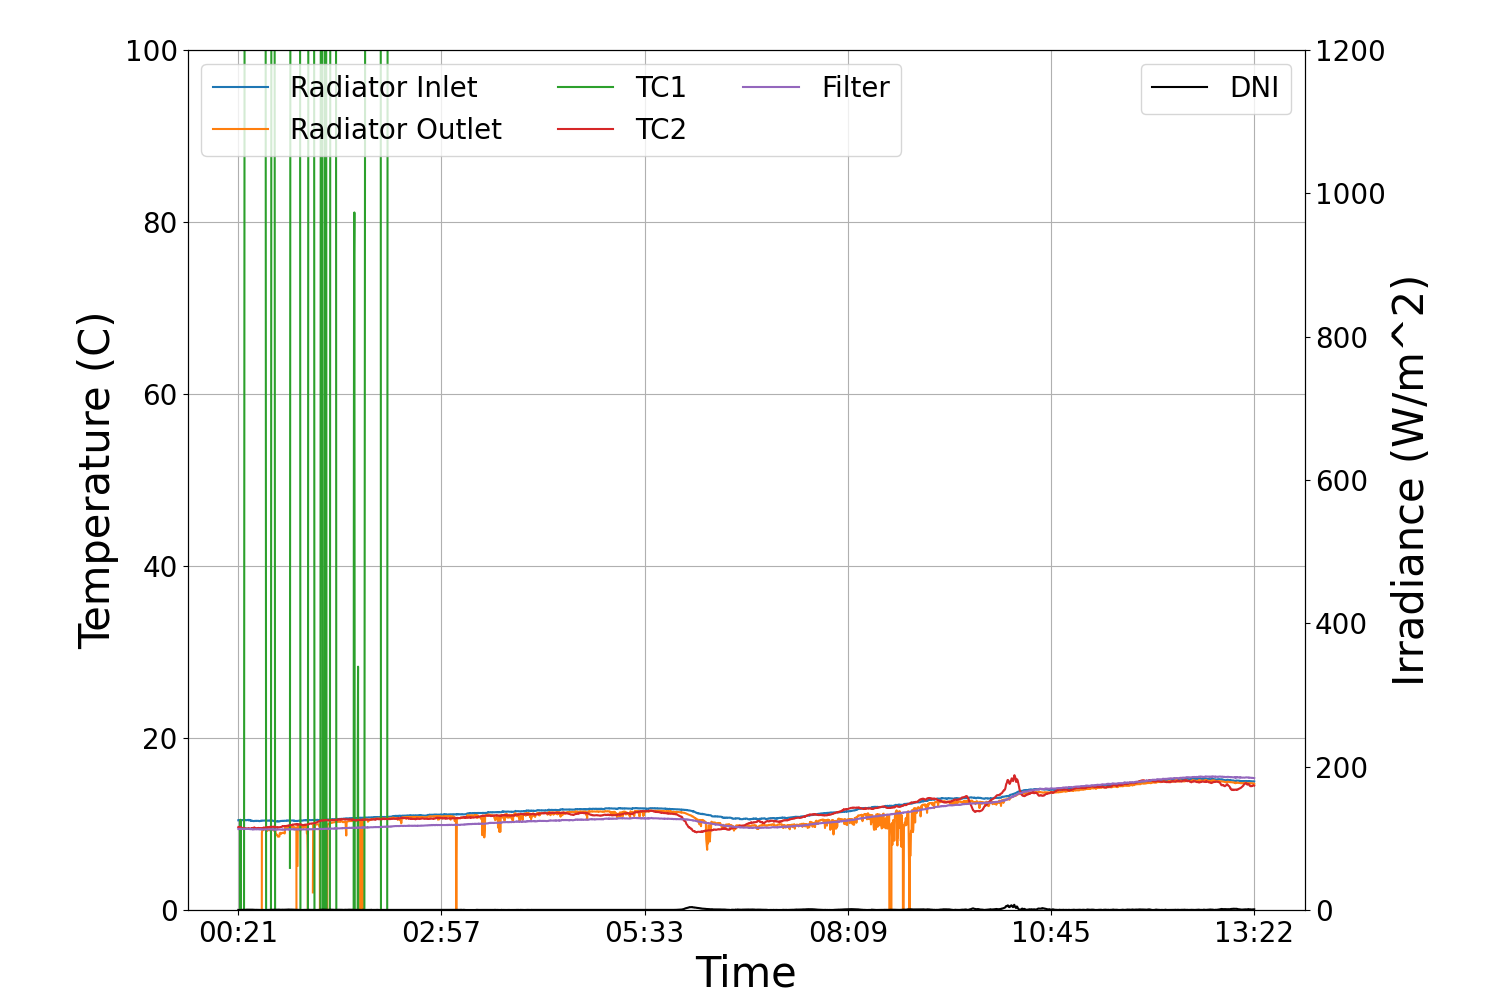 100
80
60
40
20
0
Temperature (C)
Radiator Inlet
Radiator Outlet
TC1
TC2
Filter
DNI
1200
1000
800
600
400
200
0
Irradiance (W/m^2)
00:21 02:57 05:33 08:09 10:45 13:22
Time